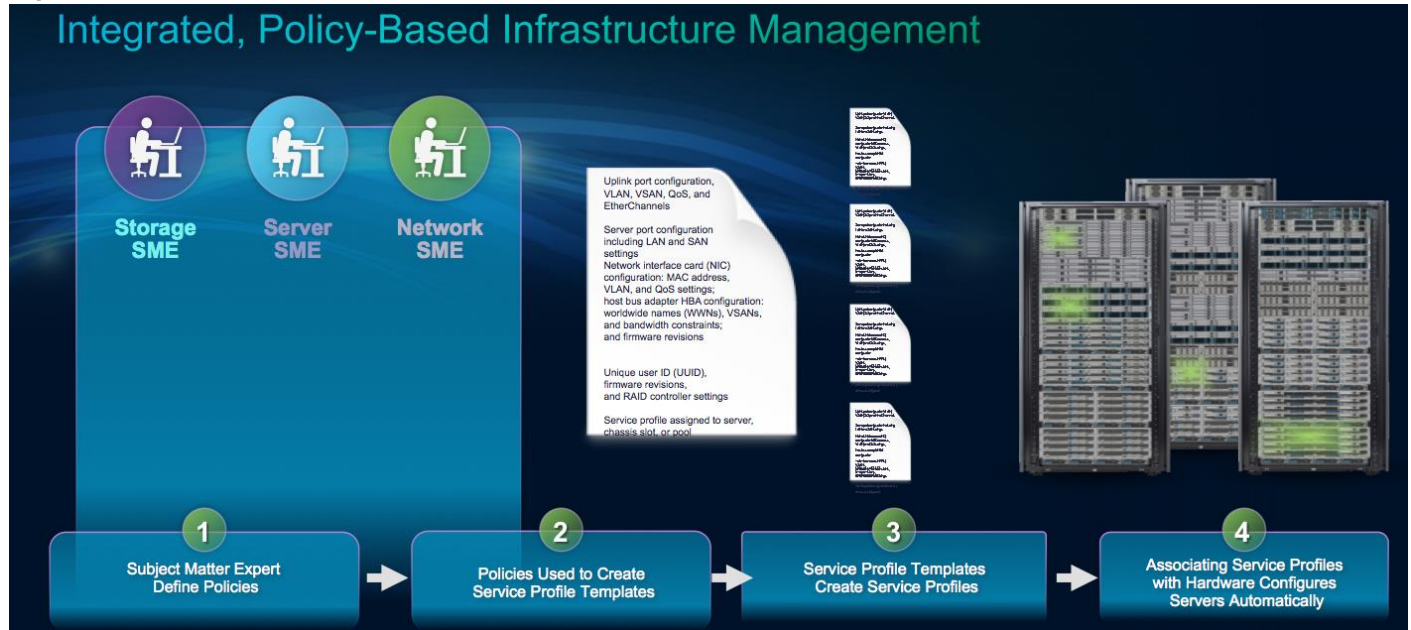 Integrated, Policy-Based Infrastructure Management
Storage
SME
Server
SME
Network
SME
Uplink port configuration,
VLAN, VSAN, QoS, and
EtherChannels
Server port configuration
including LAN and SAN
settings
Network interface card (NIC)
configuration: MAC address,
VLAN, and QoS settings;
host bus adapter HBA configuration:
worldwide names (WWNs), VSANs,
and bandwidth constraints;
and firmware revisions
Unique user ID (UUID),
firmware revisions,
and RAID controller settings
Service profile assigned to server,
chassis slot, or pool
1
Subject Matter Expert
Define Policies
2
Policies Used to Create
Service Profile Templates
3
Service Profile Templates
Create Service Profiles
4
Associating Service Profiles
with Hardware Configures
Servers Automatically